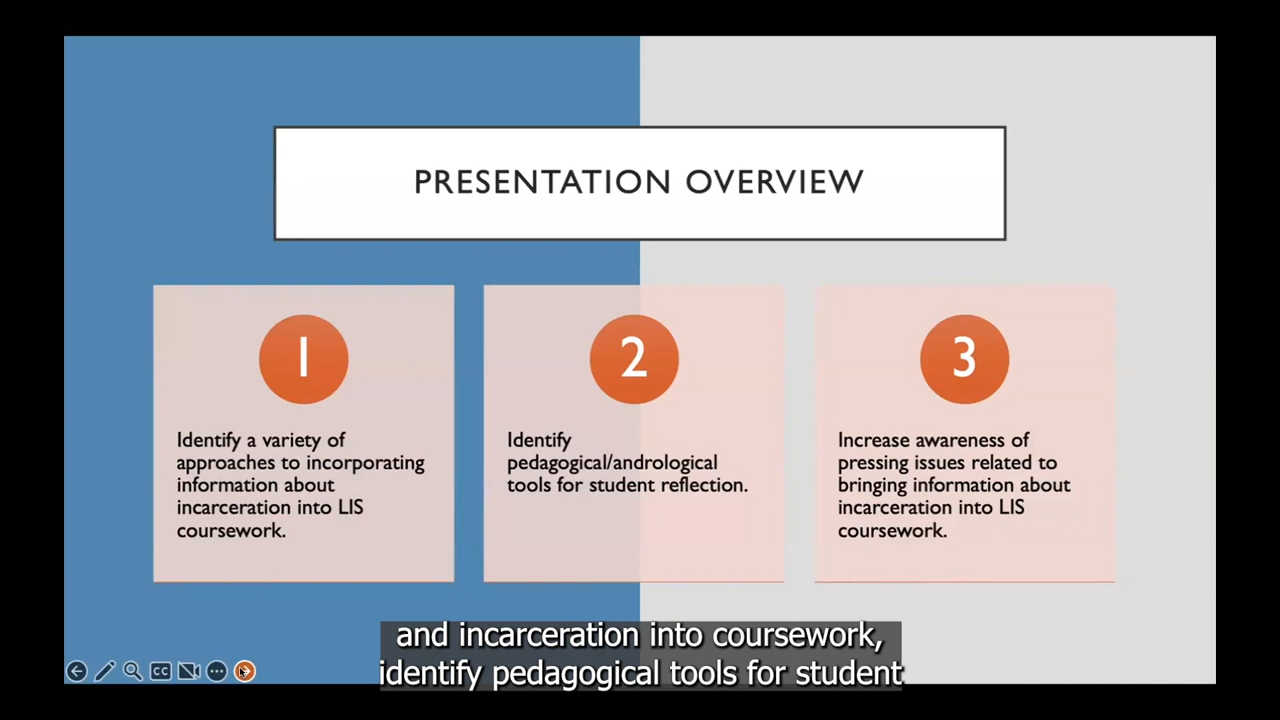 PRESENTATION OVERVIEW
1
Identify a variety of
approaches to incorporating
information about
incarceration into LIS
coursework.
2
Identify
pedagogical/andrological
tools for student reflection.
3
Increase awareness of
pressing issues related to
bringing information about
incarceration into LIS
coursework.
and incarceration into coursework,
identify pedagogical tools for student
CC